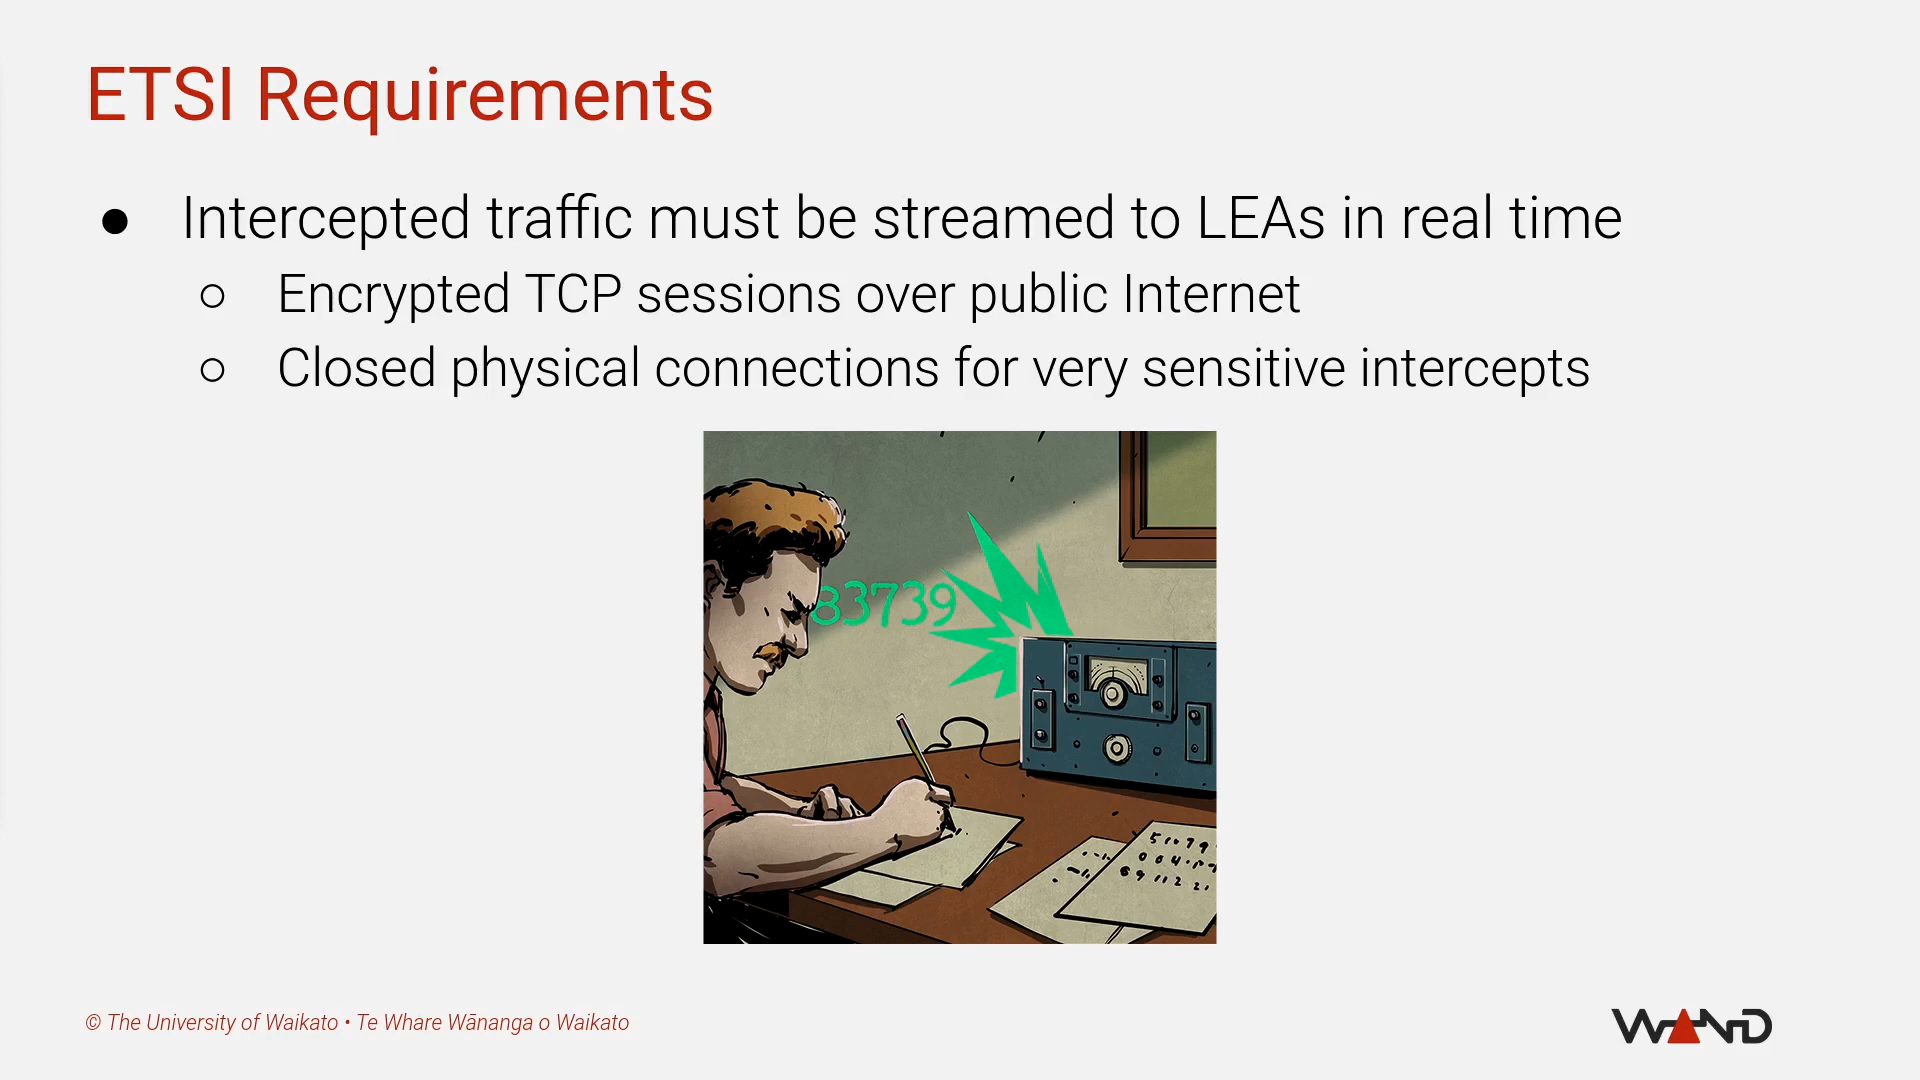 ETSI Requirements
● Intercepted traffic must be streamed to LEAs in real time
○ Encrypted TCP sessions over public Internet
○ Closed physical connections for very sensitive intercepts
83739
© The University of Waikato • Te Whare Wānanga o Waikato
WAND